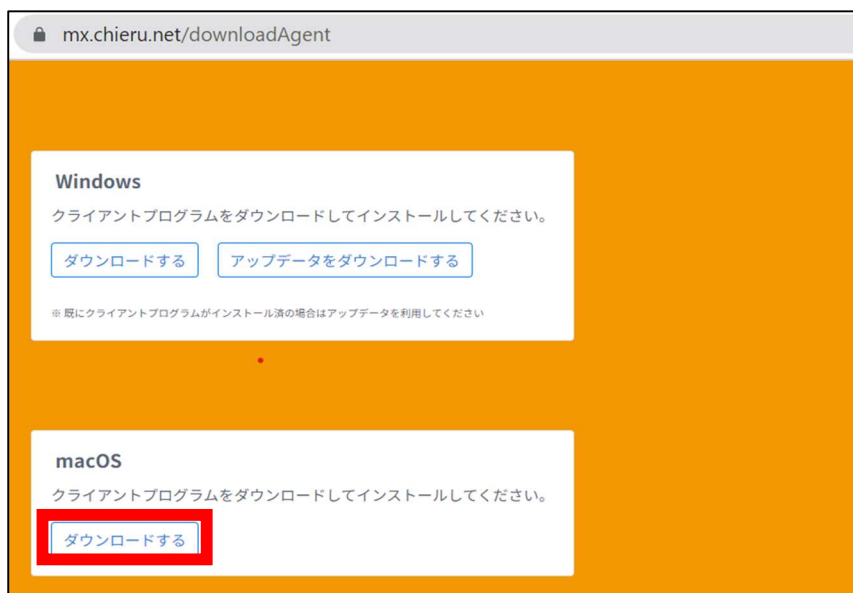 mx.chieru.net/downloadAgent
Windows
クライアントプログラムをダウンロードしてインストールしてください。
ダウンロードする アップデータをダウンロードする
※ 既にクライアントプログラムがインストール済の場合はアップデータを利用してください
macOS
クライアントプログラムをダウンロードしてインストールしてください。
ダウンロードする